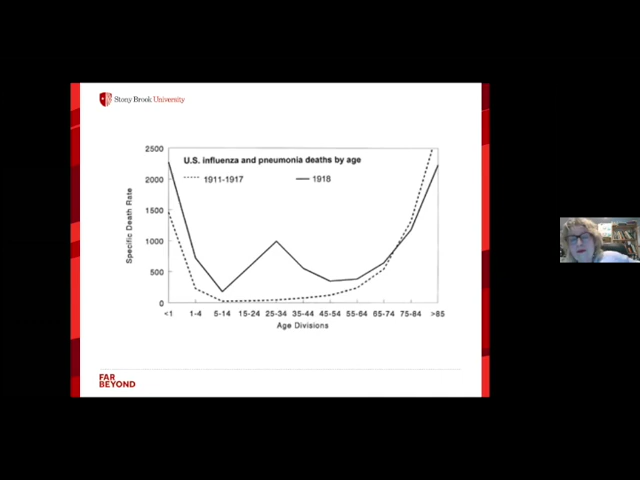 Stony Brook University
U.S. influenza and pneumonia deaths by age
1911-1917
1918
Specific Death Rate
2500
2000
1500
1000
500
0
<1 1-4 5-14 15-24 25-34 35-44 45-54 55-64 65-74 75-84 >85
Age Divisions
FAR
BEYOND